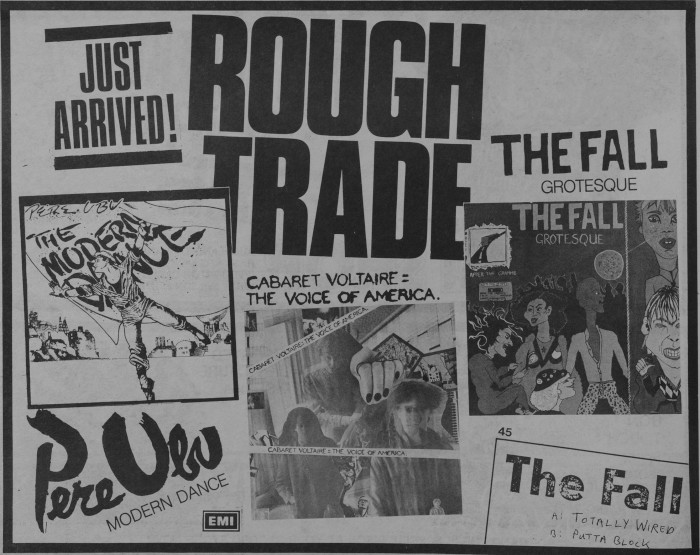 JUST
ARRIVED!
ROUGH
TRADE
THE FALL
GROTESQUE
PERE UBU
THE
MODERN
DANCE
Pere Ubu
MODERN DANCE
EMI
CABARET VOLTAIRE =
THE VOICE OF AMERICA.
CABARET VOLTAIRE = THE VOICE OF AMERICA.
CABARET VOLTAIRE = THE VOICE OF AMERICA.
THE FALL
GROTESQUE
AFTER THE GRAMME
45
The Fall
A: TOTALLY WIRED
B: PUTTA BLOCK